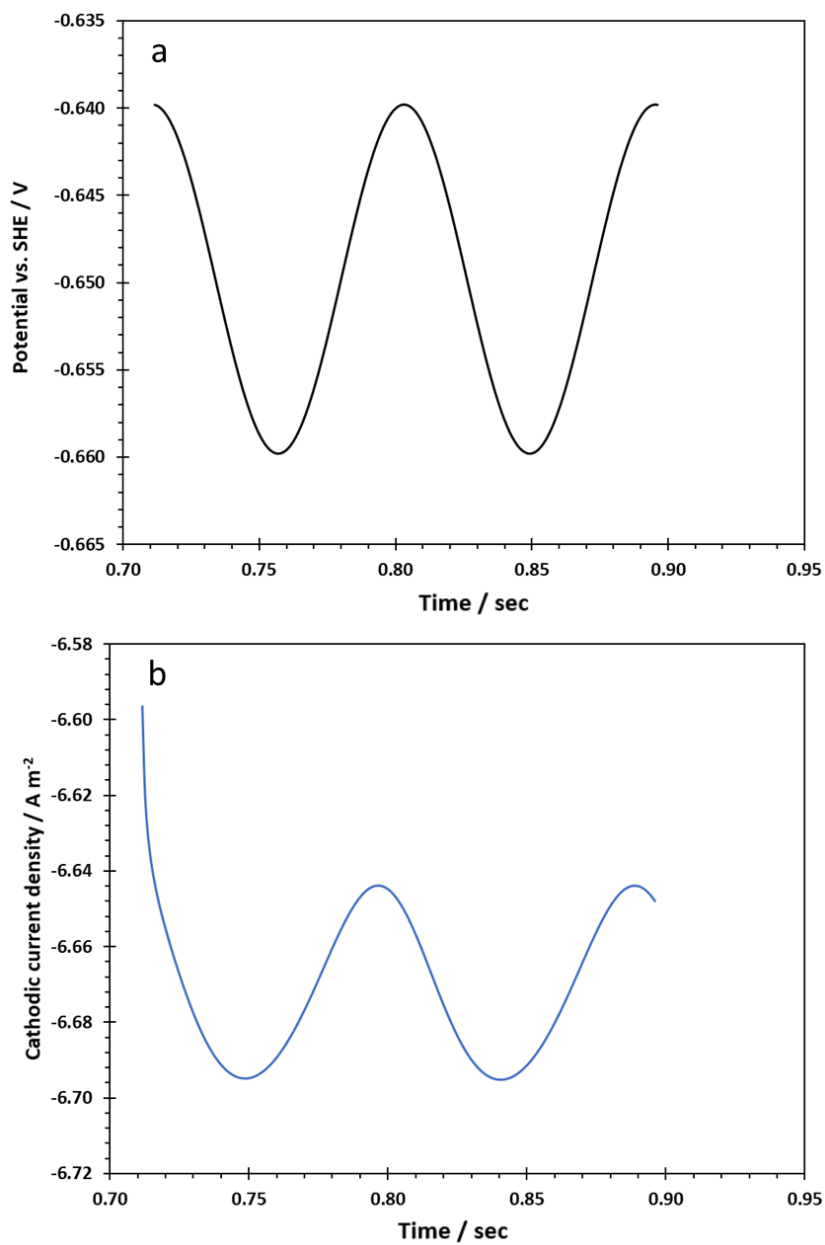 a
-0.635
-0.640
-0.645
-0.650
-0.655
-0.660
-0.665
Potential vs. SHE / V
0.70 0.75 0.80 0.85 0.90 0.95
Time / sec
b
-6.58
-6.60
-6.62
-6.64
-6.66
-6.68
-6.70
-6.72
Cathodic current density / A m⁻²
0.70 0.75 0.80 0.85 0.90 0.95
Time / sec